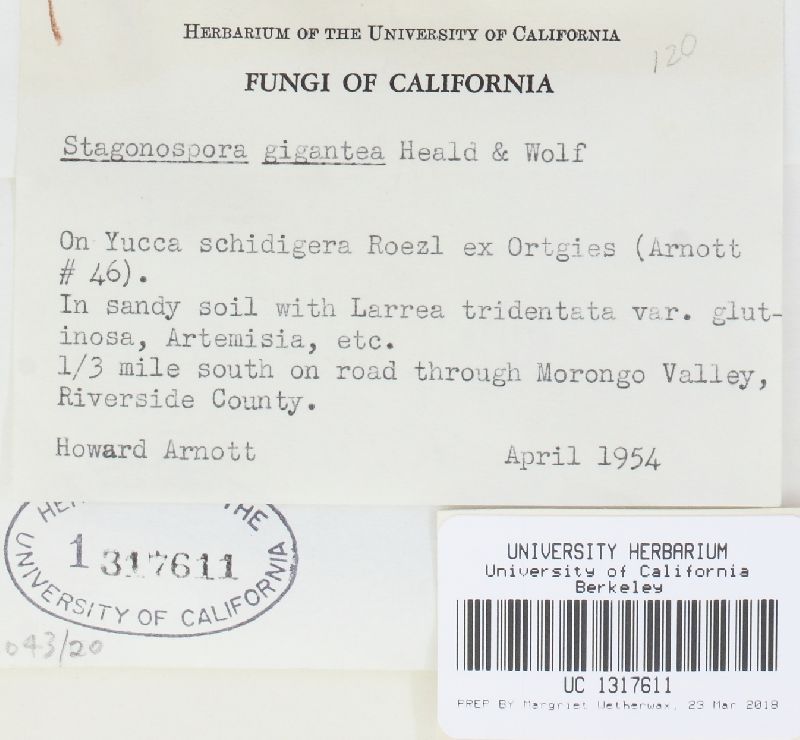 HERBARIUM OF THE UNIVERSITY OF CALIFORNIA
120
FUNGI OF CALIFORNIA
Stagonospora gigantea Heald & Wolf
On Yucca schidigera Roezl ex Ortgies (Arnott
# 46).
In sandy soil with Larrea tridentata var. glut-
inosa, Artemisia, etc.
1/3 mile south on road through Morongo Valley,
Riverside County.
Howard Arnott April 1954
THE
1317611
UNIVERSITY OF CALIFORNIA
043/20
UNIVERSITY HERBARIUM
University of California
Berkeley
UC 1317611
PREP BY Margriet Wetherwax, 23 Mar 2018